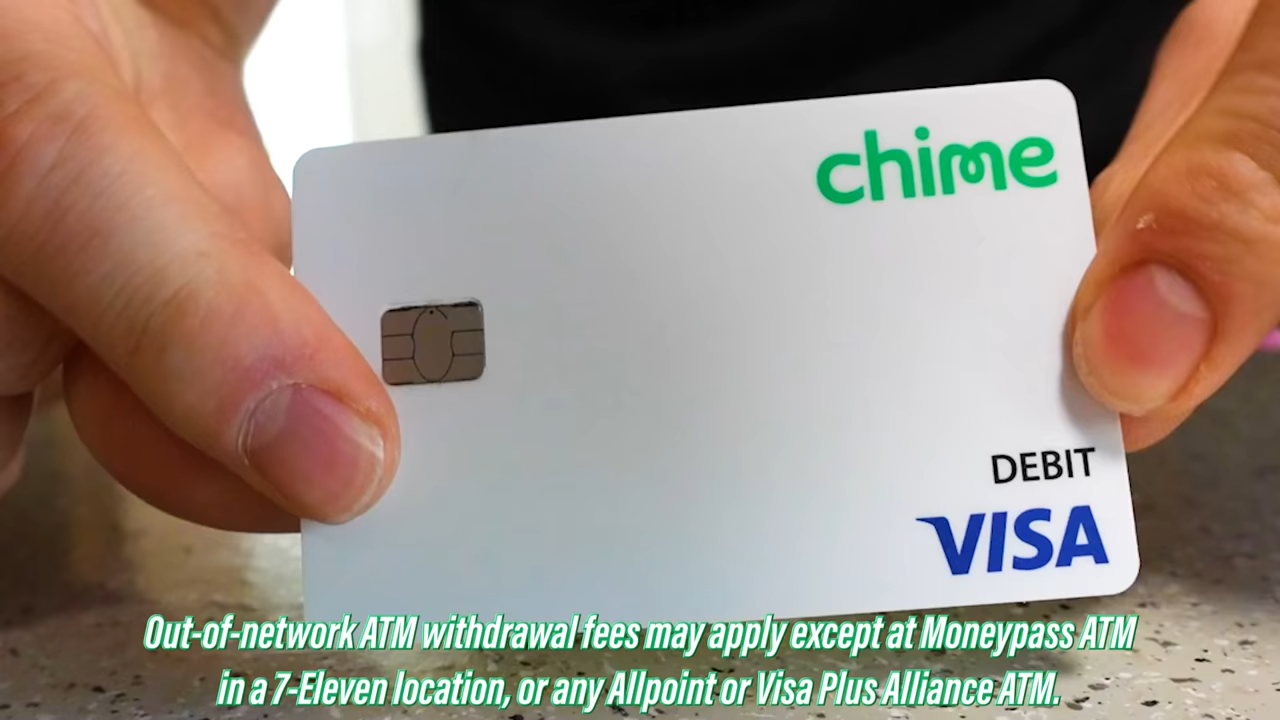 chime
DEBIT
VISA
Out-of-network ATM withdrawal fees may apply except at Moneypass ATM
in a 7-Eleven location, or any Allpoint or Visa Plus Alliance ATM.